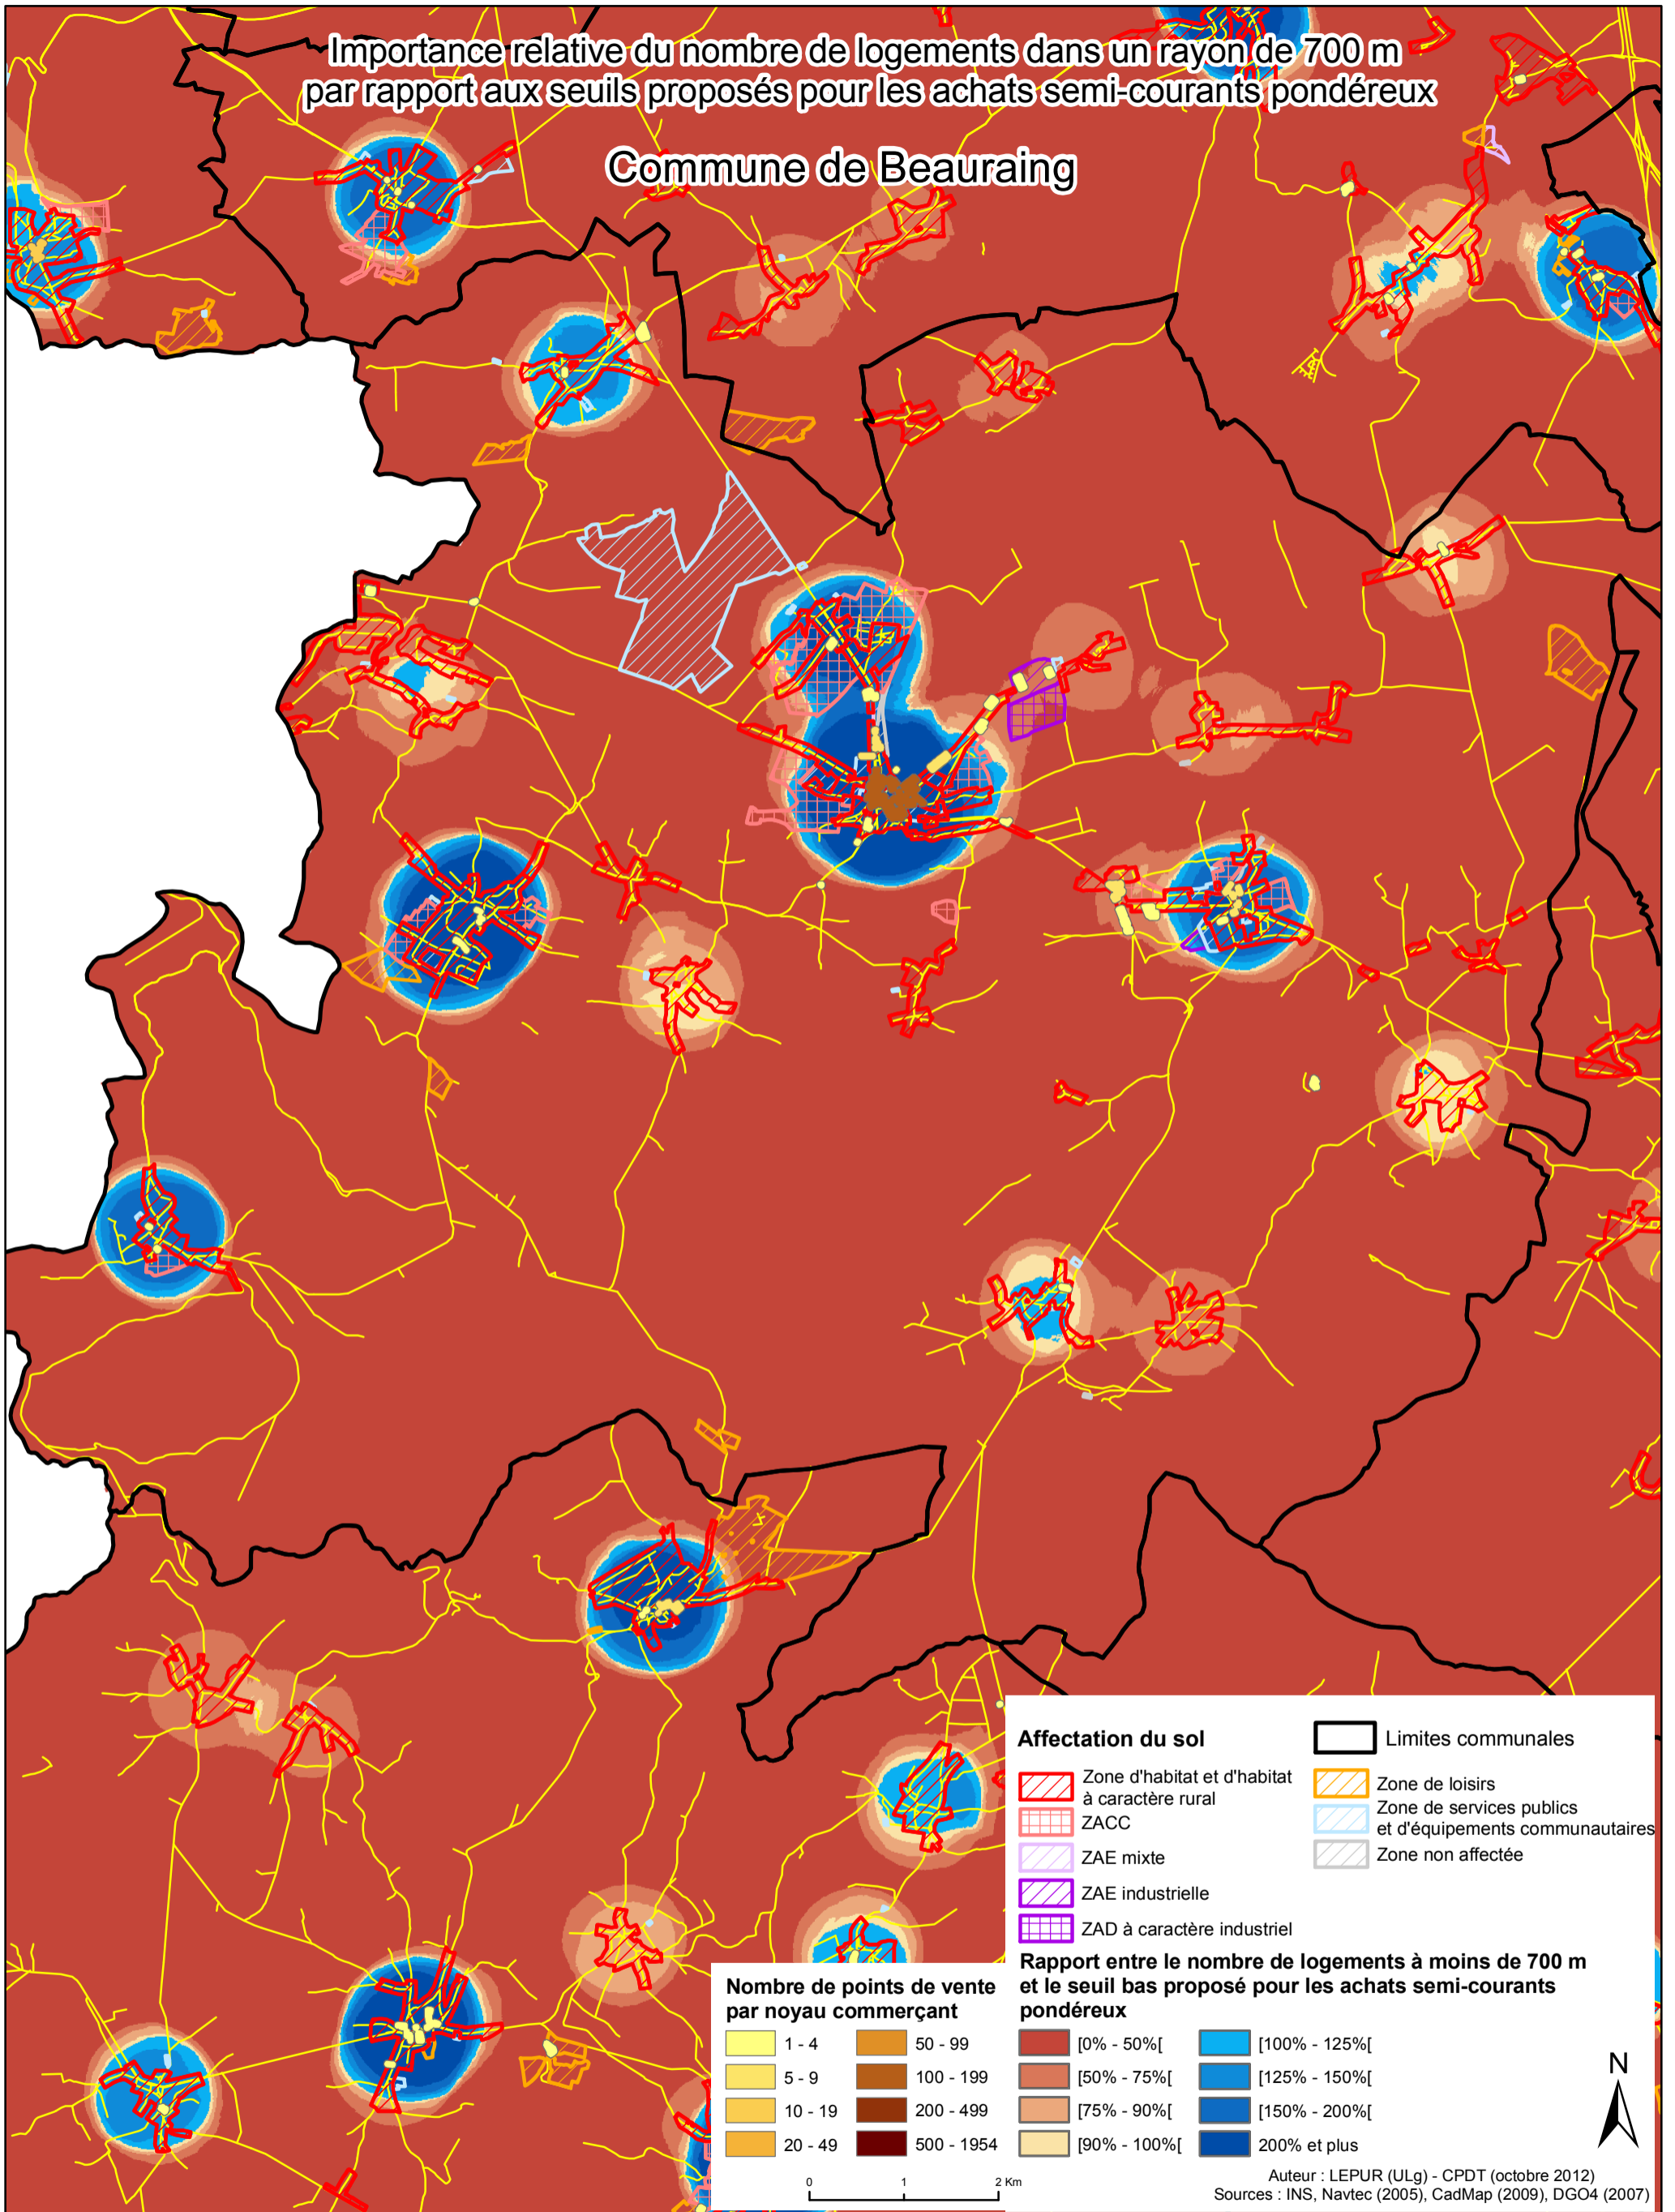 Importance relative du nombre de logements dans un rayon de 700 m
par rapport aux seuils proposés pour les achats semi-courants pondéreux
Commune de Beauraing
Affectation du sol
Zone d'habitat et d'habitat
à caractère rural
ZACC
ZAE mixte
ZAE industrielle
ZAD à caractère industriel
Limites communales
Zone de loisirs
Zone de services publics
et d'équipements communautaires
Zone non affectée
Nombre de points de vente
par noyau commerçant
1 - 4
5 - 9
10 - 19
20 - 49
50 - 99
100 - 199
200 - 499
500 - 1954
Rapport entre le nombre de logements à moins de 700 m
et le seuil bas proposé pour les achats semi-courants
pondéreux
[0% - 50%[
[50% - 75%[
[75% - 90%[
[90% - 100%[
[100% - 125%[
[125% - 150%[
[150% - 200%[
200% et plus
N
0 1 2 Km
Auteur : LEPUR (ULg) - CPDT (octobre 2012)
Sources : INS, Navtec (2005), CadMap (2009), DGO4 (2007)